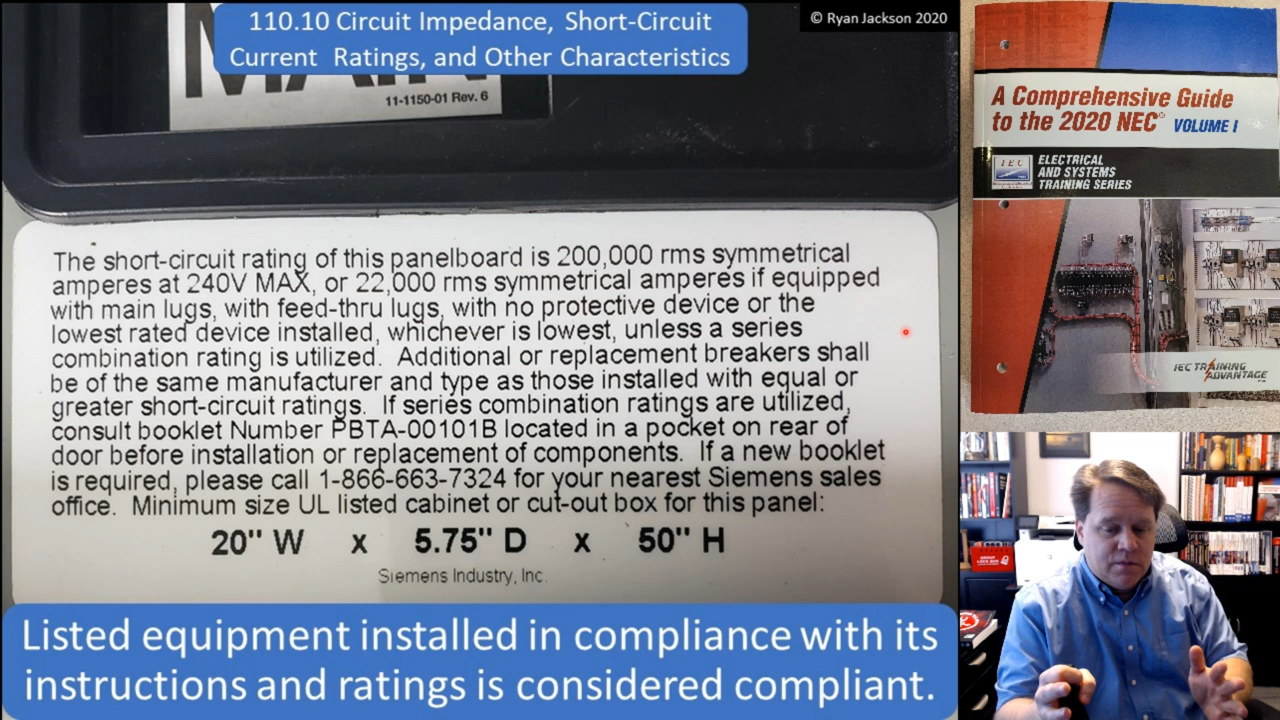 110.10 Circuit Impedance, Short-Circuit
Current Ratings, and Other Characteristics
© Ryan Jackson 2020
MAIN
11-1150-01 Rev. 6
The short-circuit rating of this panelboard is 200,000 rms symmetrical
amperes at 240V MAX, or 22,000 rms symmetrical amperes if equipped
with main lugs, with feed-thru lugs, with no protective device or the
lowest rated device installed, whichever is lowest, unless a series
combination rating is utilized. Additional or replacement breakers shall
be of the same manufacturer and type as those installed with equal or
greater short-circuit ratings. If series combination ratings are utilized,
consult booklet Number PBTA-00101B located in a pocket on rear of
door before installation or replacement of components. If a new booklet
is required, please call 1-866-663-7324 for your nearest Siemens sales
office. Minimum size UL listed cabinet or cut-out box for this panel:
20" W x 5.75" D x 50" H
Siemens Industry, Inc.
Listed equipment installed in compliance with its
instructions and ratings is considered compliant.
A Comprehensive Guide
to the 2020 NEC® VOLUME I
IEC
ELECTRICAL
AND SYSTEMS
TRAINING SERIES
IEC TRAINING
ADVANTAGE